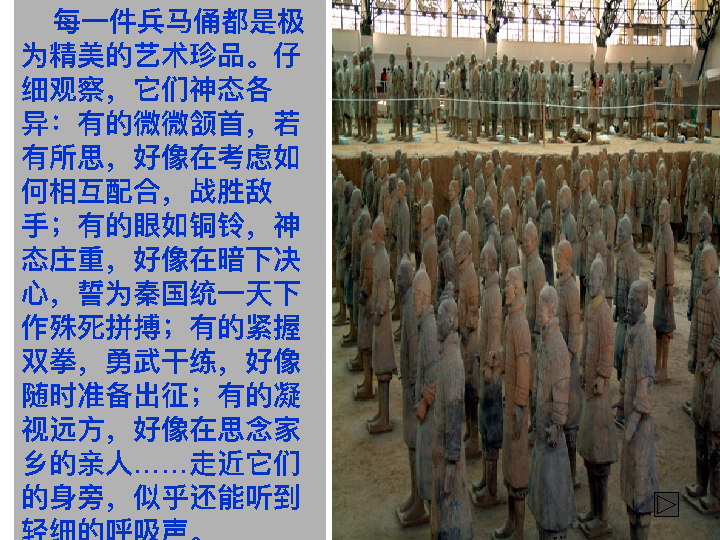 每一件兵马俑都是极
为精美的艺术珍品。仔
细观察，它们神态各
异：有的微微颔首，若
有所思，好像在考虑如
何相互配合，战胜敌
手；有的眼如铜铃，神
态庄重，好像在暗下决
心，誓为秦国统一天下
作殊死拼搏；有的紧握
双拳，勇武干练，好像
随时准备出征；有的凝
视远方，好像在思念家
乡的亲人……走近它们
的身旁，似乎还能听到
轻细的呼吸声。